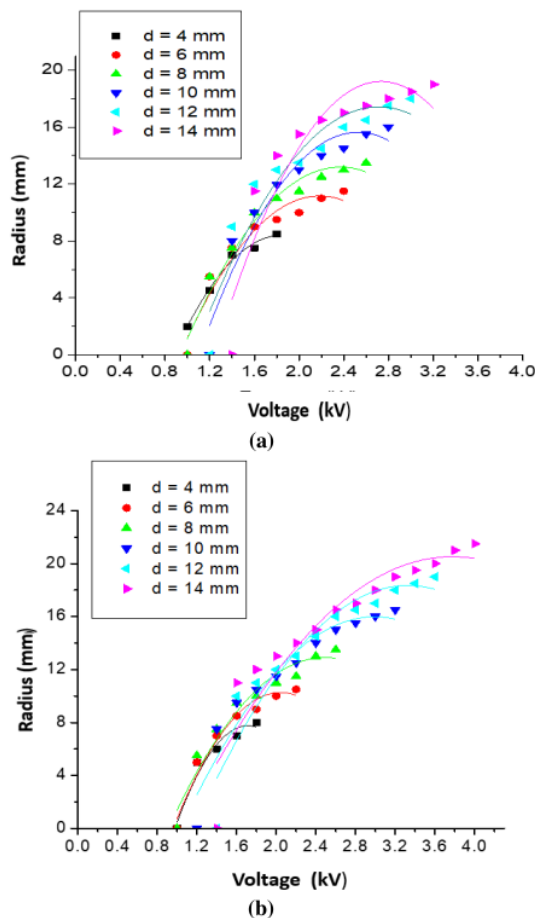 d = 4 mm
d = 6 mm
d = 8 mm
d = 10 mm
d = 12 mm
d = 14 mm
20
16
12
8
4
0
Radius (mm)
0.0 0.4 0.8 1.2 1.6 2.0 2.4 2.8 3.2 3.6 4.0
Voltage (kV)
(a)
d = 4 mm
d = 6 mm
d = 8 mm
d = 10 mm
d = 12 mm
d = 14 mm
24
20
16
12
8
4
0
Radius (mm)
0.0 0.4 0.8 1.2 1.6 2.0 2.4 2.8 3.2 3.6 4.0
Voltage (kV)
(b)